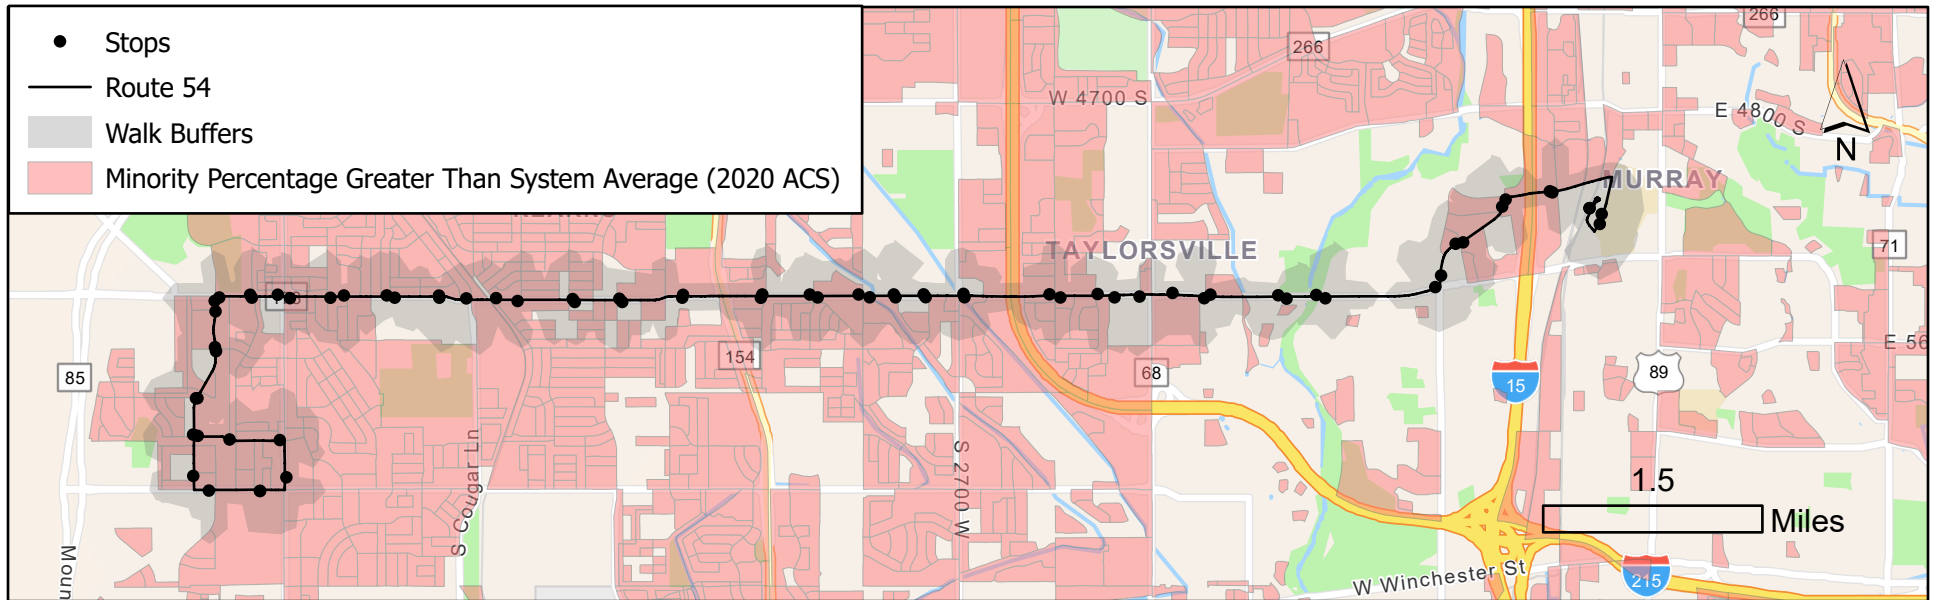 Stops
Route 54
Walk Buffers
Minority Percentage Greater Than System Average (2020 ACS)
266
266
W 4700 S
E 4800 S
N
MURRAY
TAYLORSVILLE
71
E 56
154
68
85
15
89
S Cougar Ln
S 2700 W
1.5
Miles
W Winchester St
215
Moun